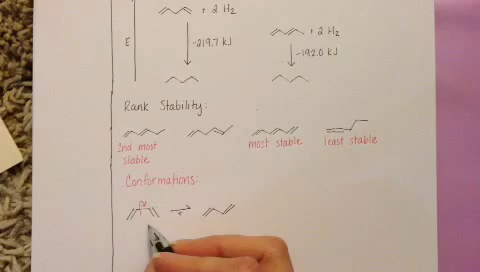 + 2 H₂
+ 2 H₂
E
-219.7 kJ
-192.0 kJ
Rank Stability:
2nd most
stable
most stable
least stable
Conformations: